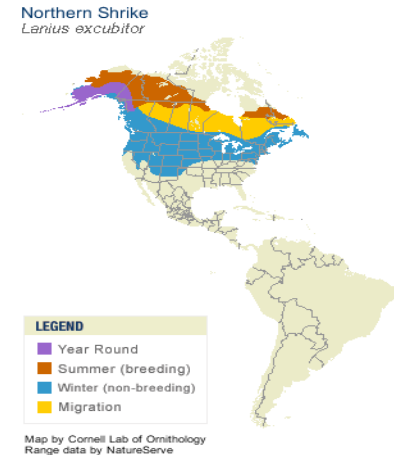 Northern Shrike
Lanius excubitor
LEGEND
Year Round
Summer (breeding)
Winter (non-breeding)
Migration
Map by Cornell Lab of Ornithology
Range data by NatureServe